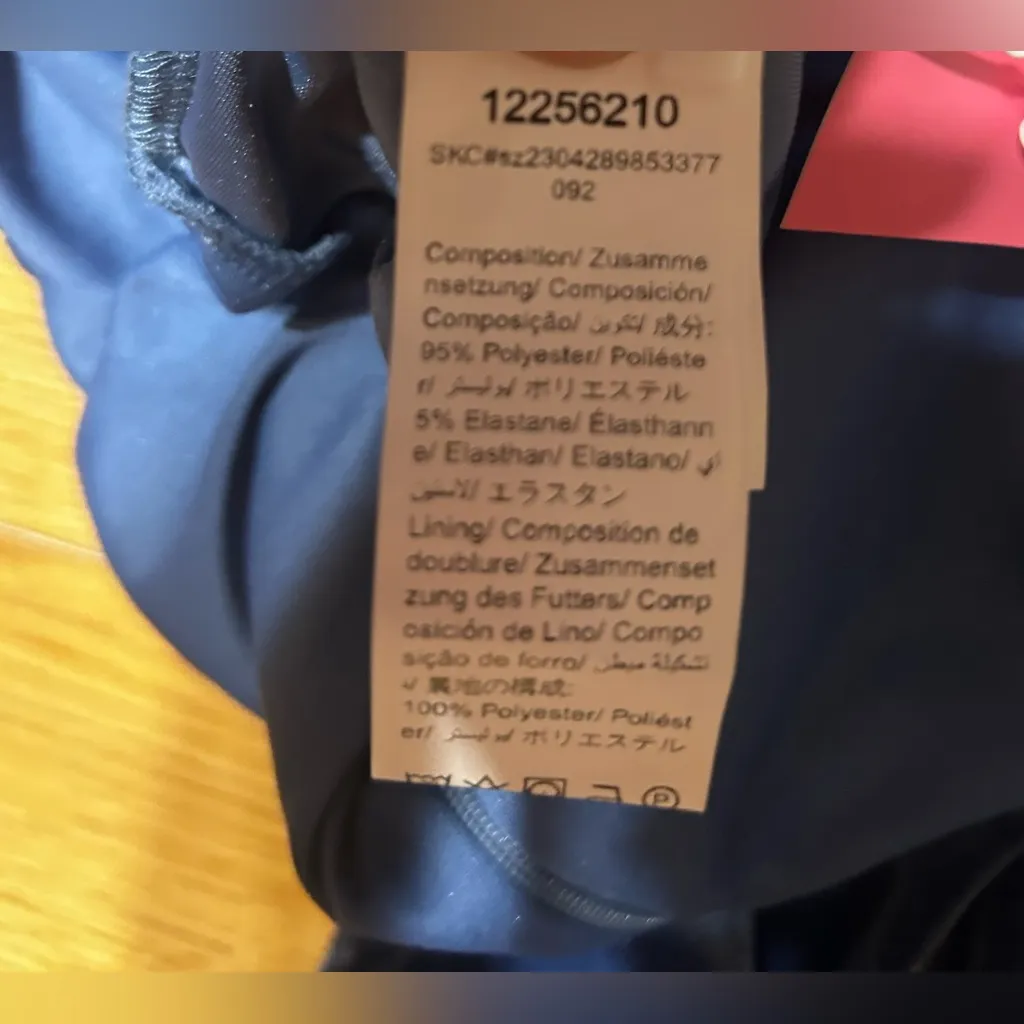 12256210
SKC#sz2304289853377
092
Composition/ Zusamme
nsetzung/ Composición/
Composição/ تكوين/ 成分:
95% Polyester/ Poliéste
r/ بوليستر/ ポリエステル
5% Elastane/ Élasthann
e/ Elasthan/ Elastano/
エラスタン
Lining/ Composition de
doublure/ Zusammenset
zung des Futters/ Comp
osición de Lino/ Compo
sição de forro/ تشكيلة مبطن
/ 裏地の構成:
100% Polyester/ Poliést
er/ بوليستر/ ポリエステル
P